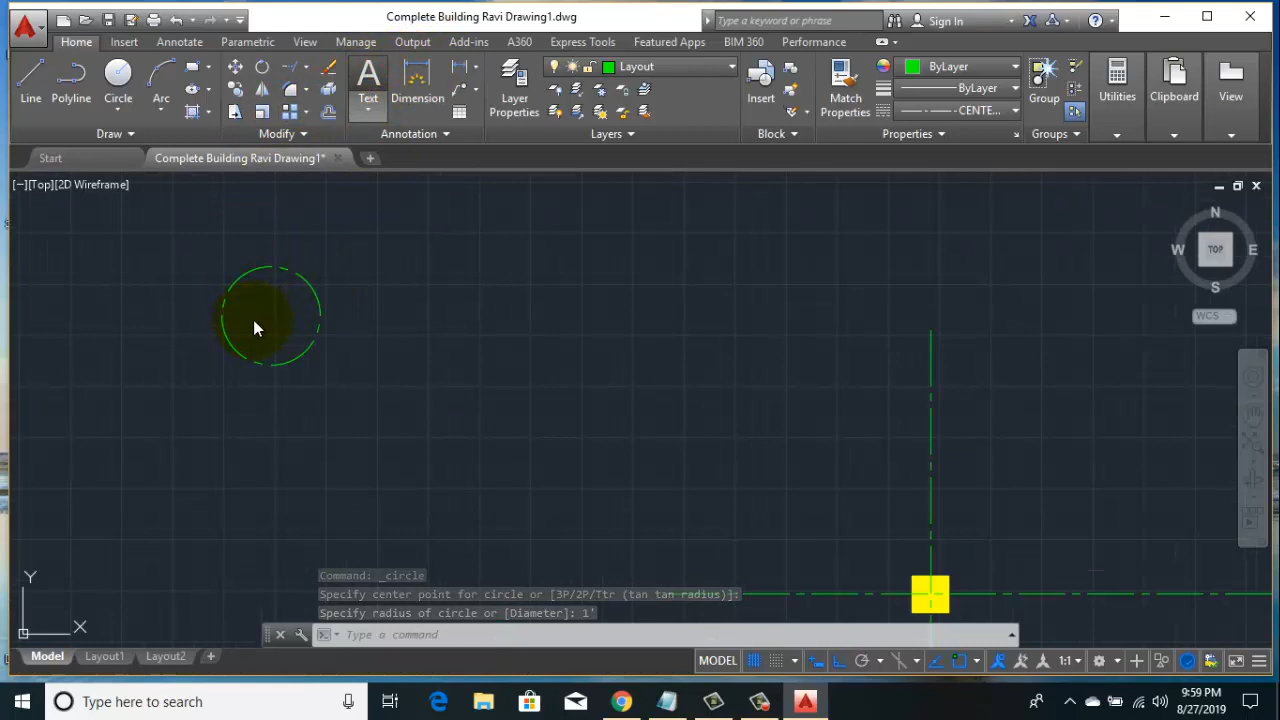 Complete Building Ravi Drawing1.dwg
Type a keyword or phrase
Sign In
Home Insert Annotate Parametric View Manage Output Add-ins A360 Express Tools Featured Apps BIM 360 Performance
Line Polyline Circle Arc
Text Dimension
Layer Properties
Layout
Insert
Match Properties
ByLayer
ByLayer
CENTE...
Group
Utilities
Clipboard
View
Draw Modify Annotation Layers Block Properties Groups
Start Complete Building Ravi Drawing1*
[−][Top][2D Wireframe]
N
W TOP E
S
WCS
Y
X
Command: _circle
Specify center point for circle or [3P/2P/Ttr (tan tan radius)]:
Specify radius of circle or [Diameter]: 1'
Type a command
Model Layout1 Layout2
MODEL 1:1
Type here to search
9:59 PM
8/27/2019